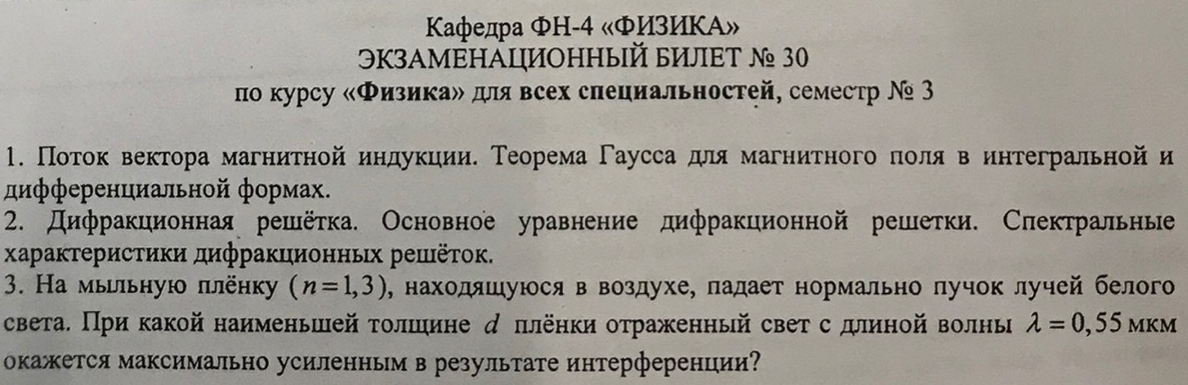 Кафедра ФН-4 «ФИЗИКА»
ЭКЗАМЕНАЦИОННЫЙ БИЛЕТ № 30
по курсу «Физика» для всех специальностей, семестр № 3
1. Поток вектора магнитной индукции. Теорема Гаусса для магнитного поля в интегральной и
дифференциальной формах.
2. Дифракционная решётка. Основное уравнение дифракционной решетки. Спектральные
характеристики дифракционных решёток.
3. На мыльную плёнку (n=1,3), находящуюся в воздухе, падает нормально пучок лучей белого
света. При какой наименьшей толщине d плёнки отраженный свет с длиной волны λ = 0,55 мкм
окажется максимально усиленным в результате интерференции?